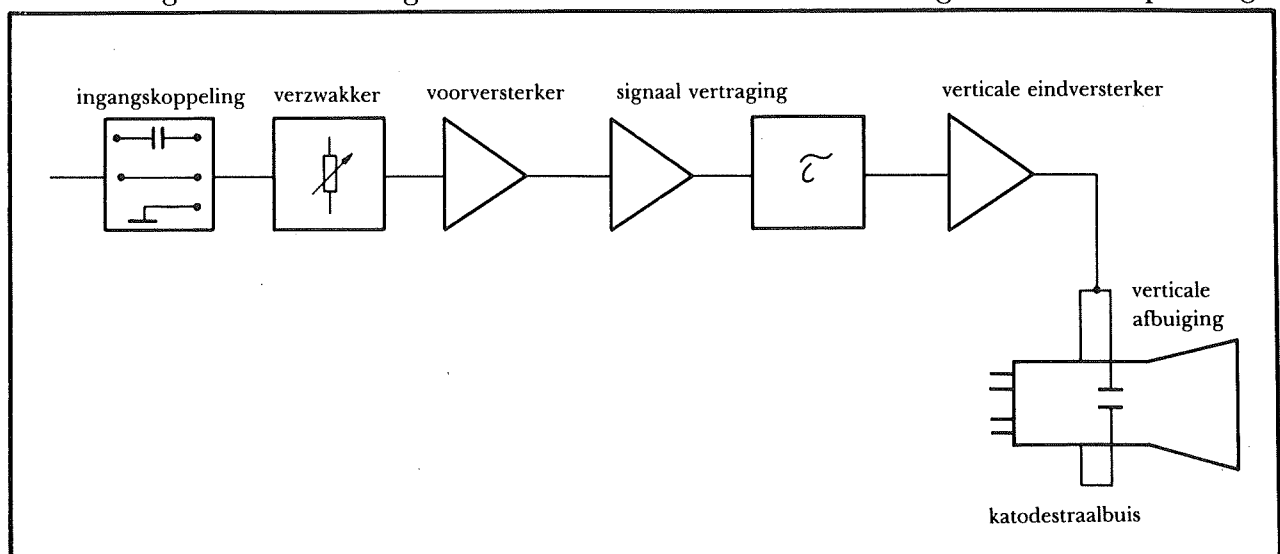 ingangskoppeling verzwakker voorversterker signaal vertraging verticale eindversterker
τ
verticale
afbuiging
katodestraalbuis